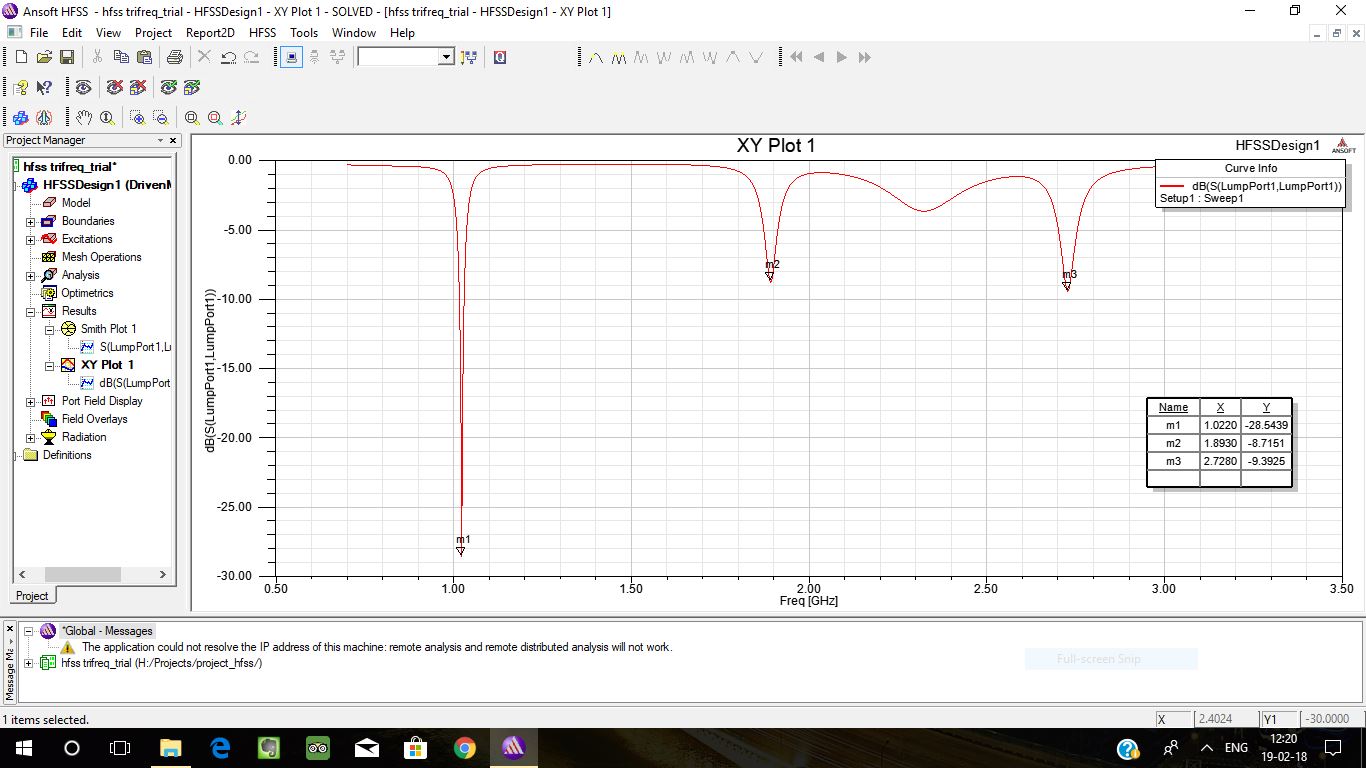 Ansoft HFSS - hfss trifreq_trial - HFSSDesign1 - XY Plot 1 - SOLVED - [hfss trifreq_trial - HFSSDesign1 - XY Plot 1]
File Edit View Project Report2D HFSS Tools Window Help
Project Manager
hfss trifreq_trial*
HFSSDesign1 (DrivenM
Model
Boundaries
Excitations
Mesh Operations
Analysis
Optimetrics
Results
Smith Plot 1
S(LumpPort1,Lu
XY Plot 1
dB(S(LumpPort
Port Field Display
Field Overlays
Radiation
Definitions
Project
XY Plot 1
HFSSDesign1
ANSOFT
Curve Info
dB(S(LumpPort1,LumpPort1))
Setup1 : Sweep1
0.00
-5.00
-10.00
-15.00
-20.00
-25.00
-30.00
dB(S(LumpPort1,LumpPort1))
m1
m2
m3
Name X Y
m1 1.0220 -28.5439
m2 1.8930 -8.7151
m3 2.7280 -9.3925
0.50 1.00 1.50 2.00 2.50 3.00 3.50
Freq [GHz]
Message Ma
*Global - Messages
The application could not resolve the IP address of this machine: remote analysis and remote distributed analysis will not work.
hfss trifreq_trial (H:/Projects/project_hfss/)
Full-screen Snip
1 items selected.
X 2.4024 Y1 -30.0000
ENG
12:20
19-02-18